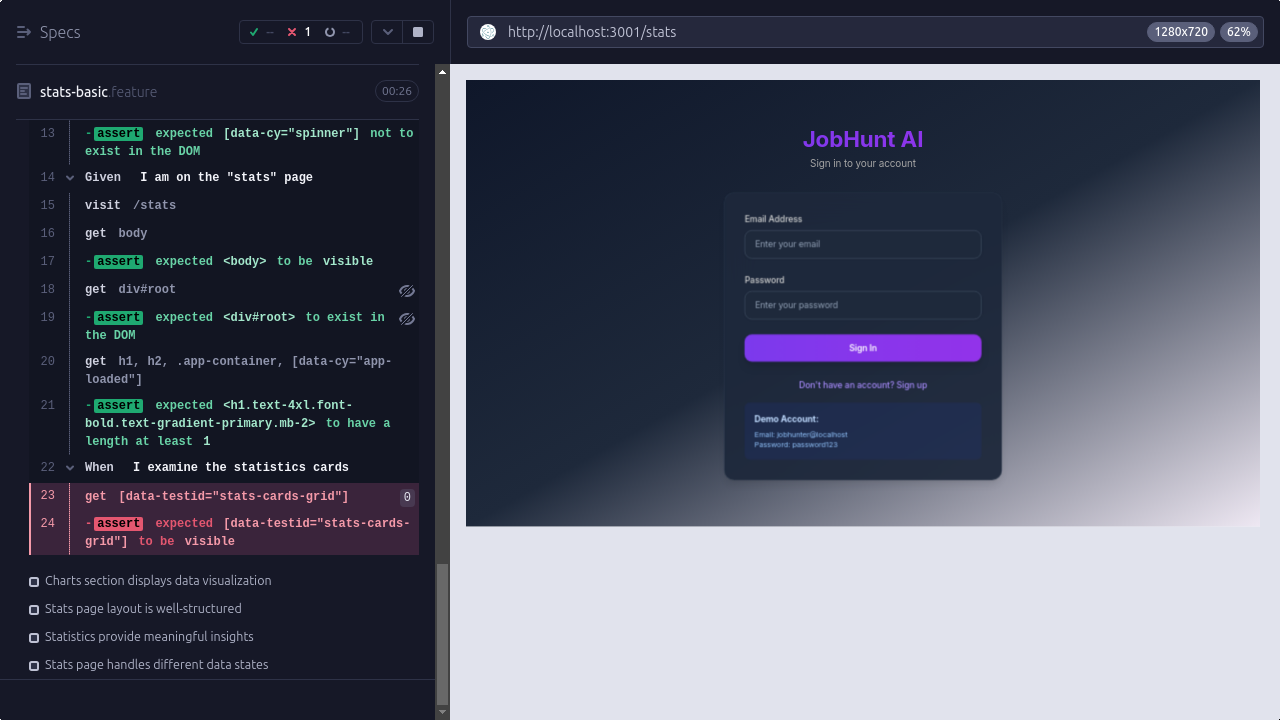 Specs
--
1
--
http://localhost:3001/stats
1280x720
62%
stats-basic.feature
00:26
13
-assert expected [data-cy="spinner"] not to
exist in the DOM
14 Given I am on the "stats" page
15 visit /stats
16 get body
17 -assert expected <body> to be visible
18 get div#root
19 -assert expected <div#root> to exist in
the DOM
20 get h1, h2, .app-container, [data-cy="app-
loaded"]
21 -assert expected <h1.text-4xl.font-
bold.text-gradient-primary.mb-2> to have a
length at least 1
22 When I examine the statistics cards
23 get [data-testid="stats-cards-grid"] 0
24 -assert expected [data-testid="stats-cards-
grid"] to be visible
Charts section displays data visualization
Stats page layout is well-structured
Statistics provide meaningful insights
Stats page handles different data states
JobHunt AI
Sign in to your account
Email Address
Enter your email
Password
Enter your password
Sign In
Don't have an account? Sign up
Demo Account:
Email: jobhunter@localhost
Password: password123